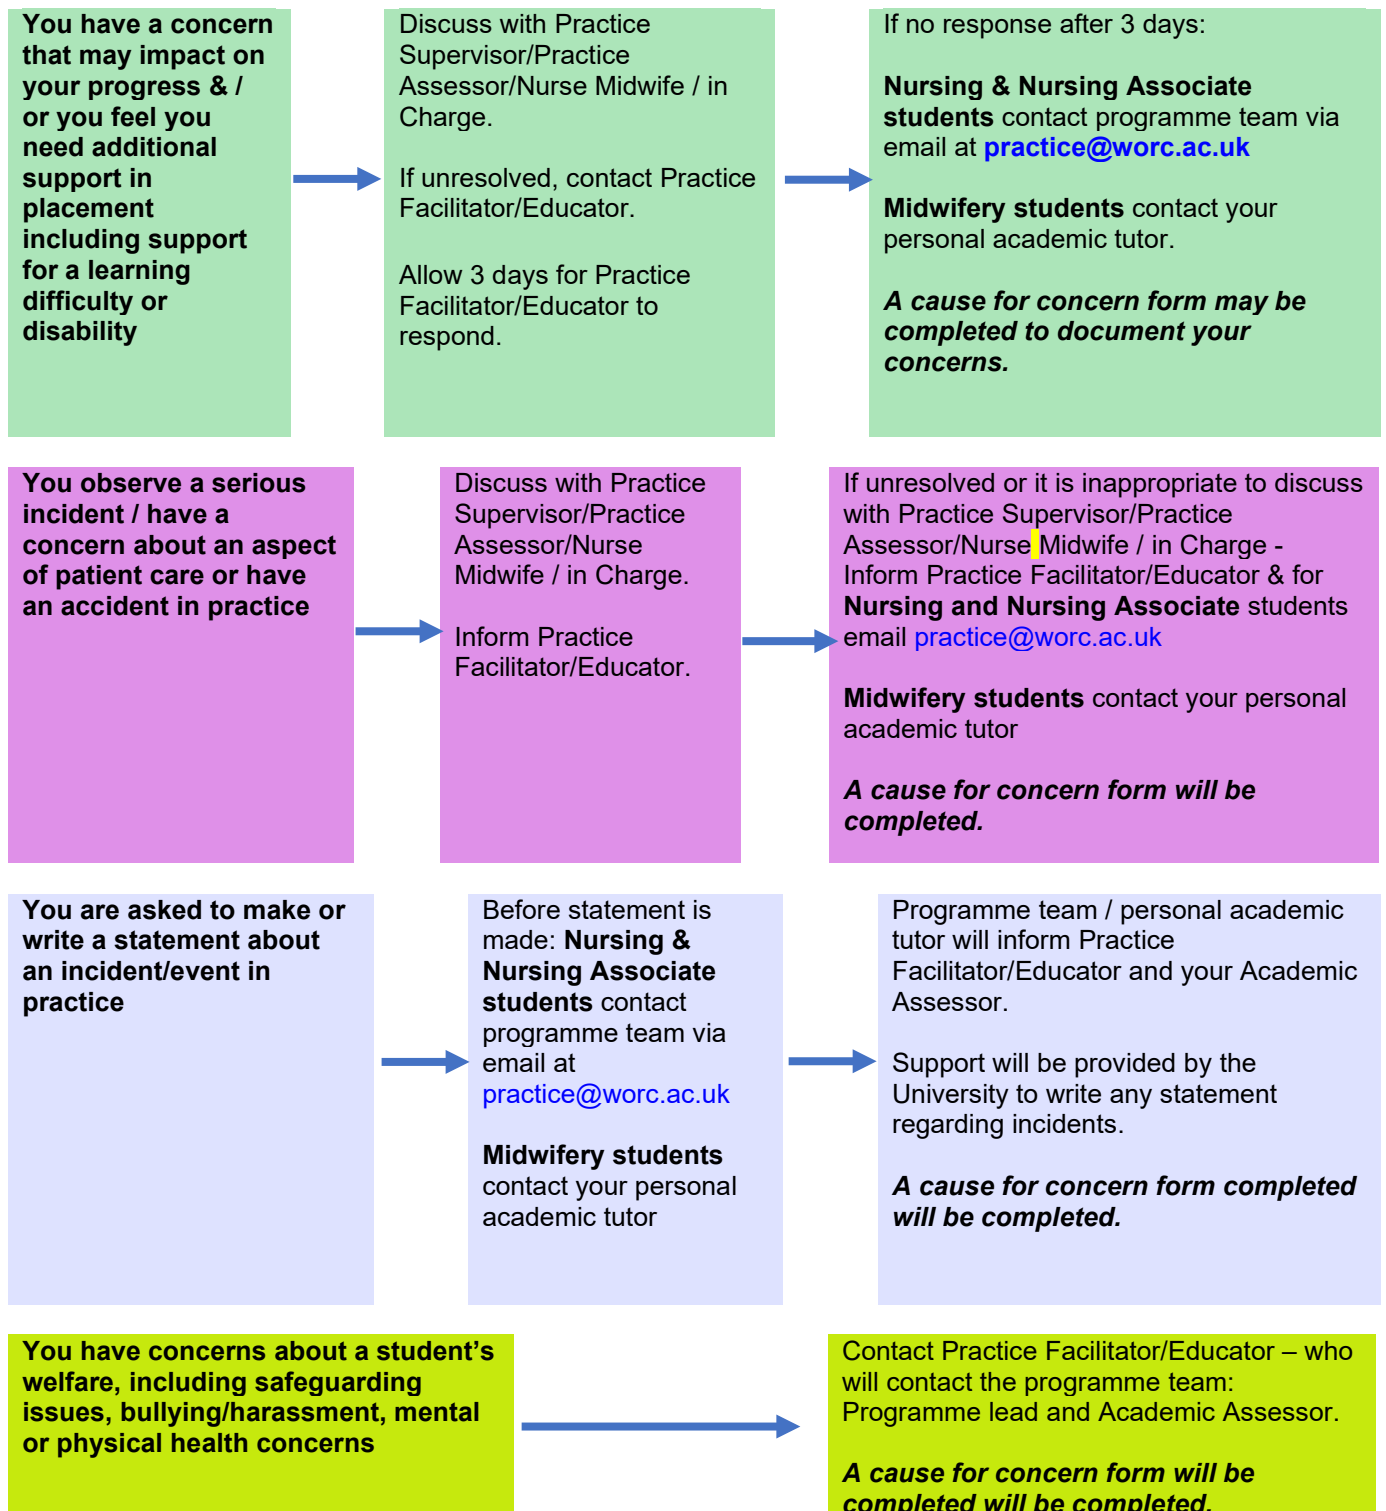 You have a concern
that may impact on
your progress & /
or you feel you
need additional
support in
placement
including support
for a learning
difficulty or
disability
Discuss with Practice
Supervisor/Practice
Assessor/Nurse Midwife / in
Charge.
If unresolved, contact Practice
Facilitator/Educator.
Allow 3 days for Practice
Facilitator/Educator to
respond.
If no response after 3 days:
Nursing & Nursing Associate
students contact programme team via
email at practice@worc.ac.uk
Midwifery students contact your
personal academic tutor.
A cause for concern form may be
completed to document your
concerns.
You observe a serious
incident / have a
concern about an aspect
of patient care or have
an accident in practice
Discuss with Practice
Supervisor/Practice
Assessor/Nurse
Midwife / in Charge.
Inform Practice
Facilitator/Educator.
If unresolved or it is inappropriate to discuss
with Practice Supervisor/Practice
Assessor/Nurse Midwife / in Charge -
Inform Practice Facilitator/Educator & for
Nursing and Nursing Associate students
email practice@worc.ac.uk
Midwifery students contact your personal
academic tutor
A cause for concern form will be
completed.
You are asked to make or
write a statement about
an incident/event in
practice
Before statement is
made: Nursing &
Nursing Associate
students contact
programme team via
email at
practice@worc.ac.uk
Midwifery students
contact your personal
academic tutor
Programme team / personal academic
tutor will inform Practice
Facilitator/Educator and your Academic
Assessor.
Support will be provided by the
University to write any statement
regarding incidents.
A cause for concern form completed
will be completed.
You have concerns about a student's
welfare, including safeguarding
issues, bullying/harassment, mental
or physical health concerns
Contact Practice Facilitator/Educator – who
will contact the programme team:
Programme lead and Academic Assessor.
A cause for concern form will be
completed will be completed.